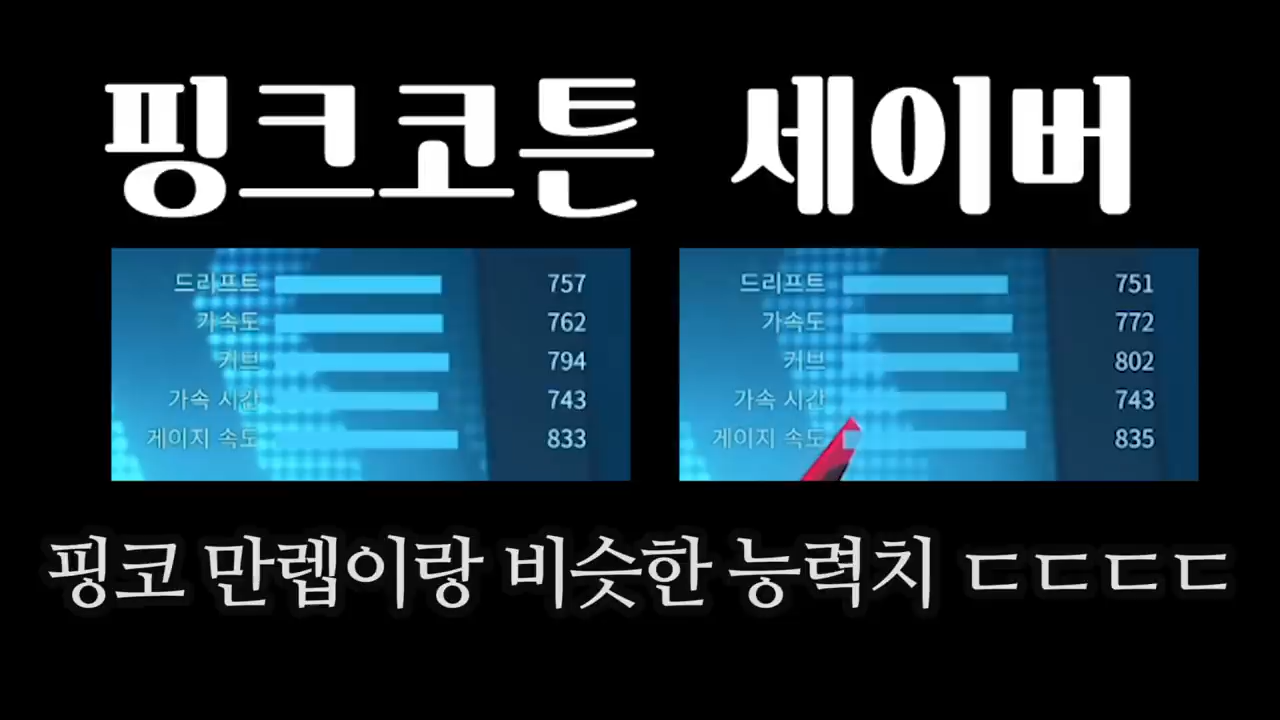 핑크코튼 세이버
드리프트 757
가속도 762
커브 794
가속 시간 743
게이지 속도 833
드리프트 751
가속도 772
커브 802
가속 시간 743
게이지 속도 835
핑코 만렙이랑 비슷한 능력치 ㄷㄷㄷㄷ